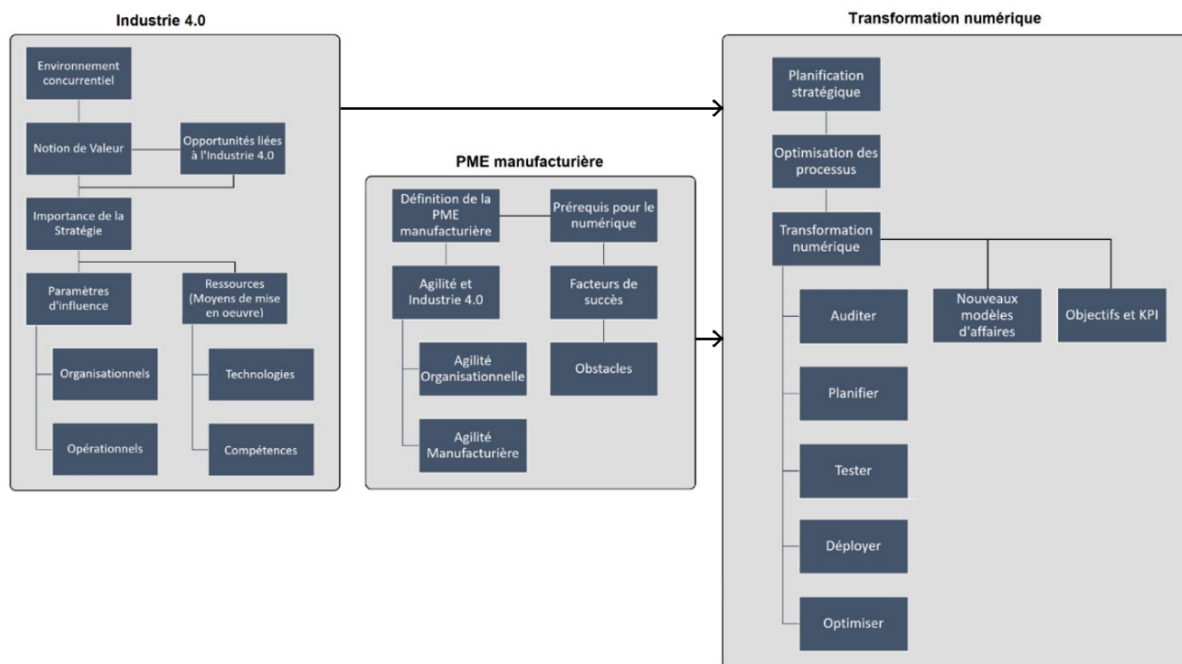 Industrie 4.0
Environnement
concurrentiel
Notion de Valeur
Opportunités liées
à l'Industrie 4.0
Importance de la
Stratégie
Paramètres
d'influence
Ressources
(Moyens de mise
en oeuvre)
Organisationnels
Technologies
Opérationnels
Compétences
PME manufacturière
Définition de la
PME
manufacturière
Prérequis pour le
numérique
Agilité et
Industrie 4.0
Facteurs de
succès
Agilité
Organisationnelle
Obstacles
Agilité
Manufacturière
Transformation numérique
Planification
stratégique
Optimisation des
processus
Transformation
numérique
Auditer
Nouveaux
modèles
d'affaires
Objectifs et KPI
Planifier
Tester
Déployer
Optimiser